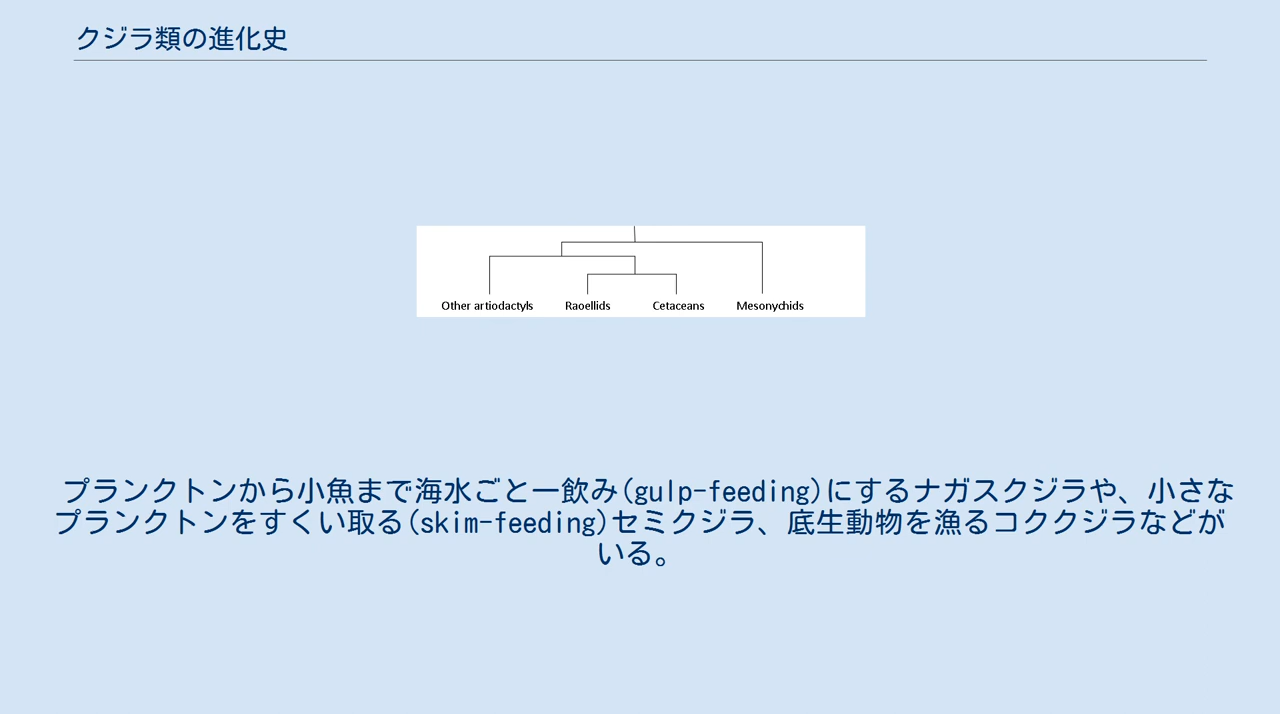 クジラ類の進化史
Other artiodactyls Raoellids Cetaceans Mesonychids
プランクトンから小魚まで海水ごと一飲み(gulp-feeding)にするナガスクジラや、小さな
プランクトンをすくい取る(skim-feeding)セミクジラ、底生動物を漁るコククジラなどが
いる。